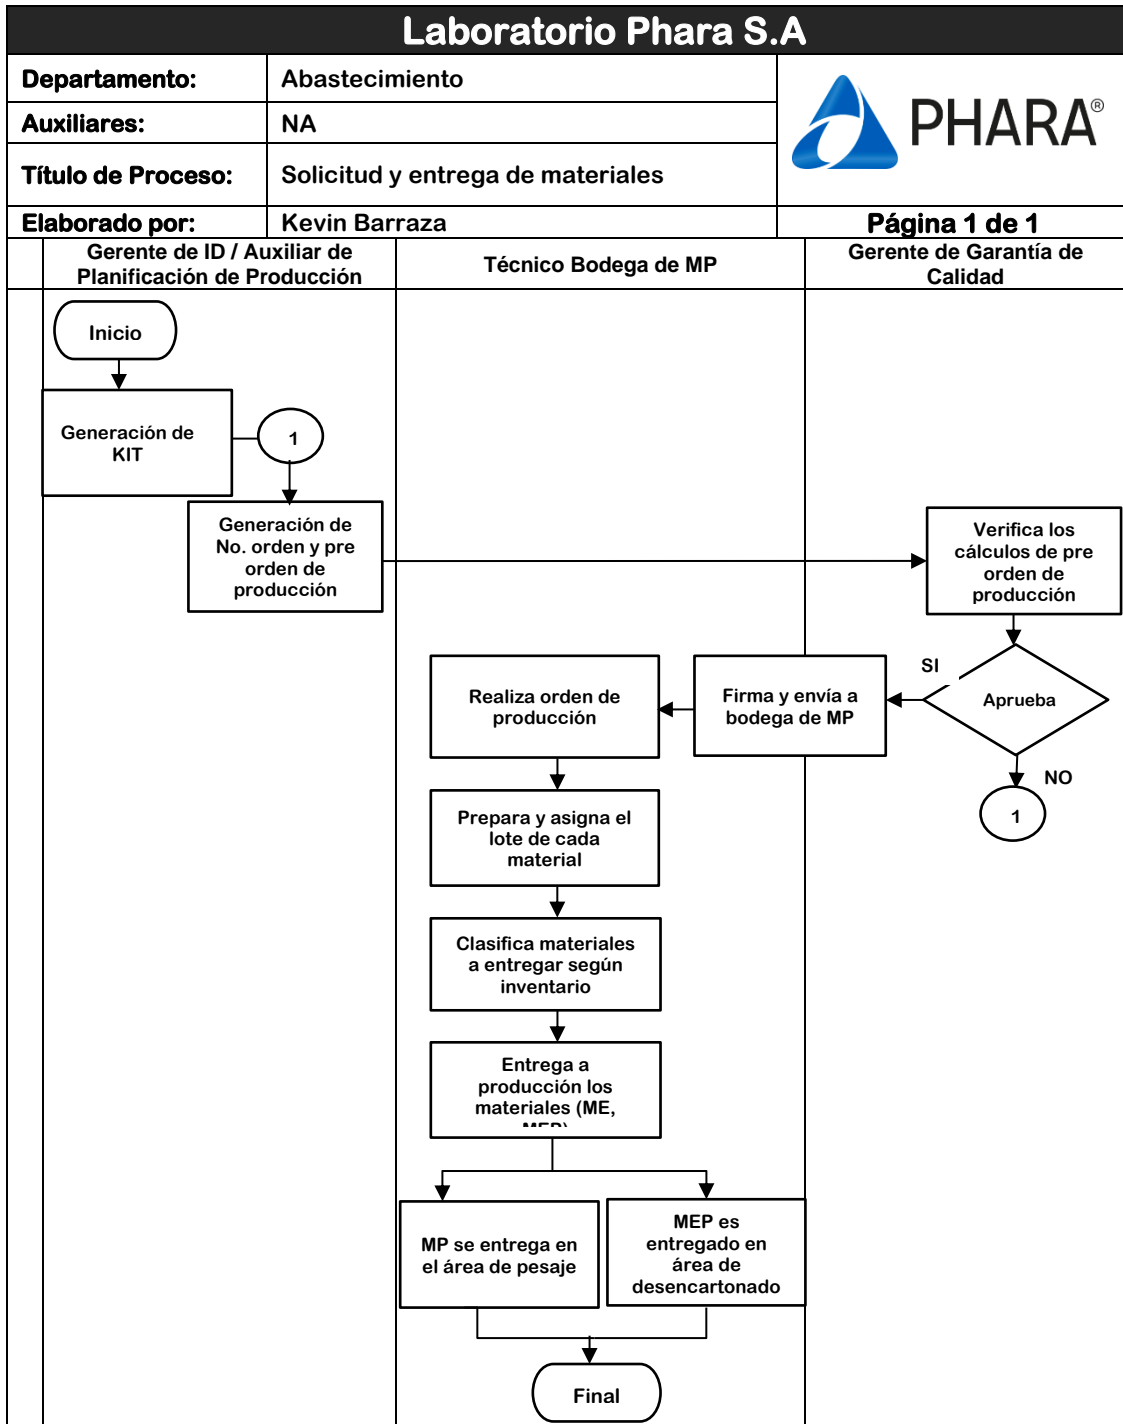 Laboratorio Phara S.A
Departamento: Abastecimiento
Auxiliares: NA
Título de Proceso: Solicitud y entrega de materiales
PHARA®
Elaborado por: Kevin Barraza
Página 1 de 1
Gerente de ID / Auxiliar de
Planificación de Producción
Técnico Bodega de MP
Gerente de Garantía de
Calidad
Inicio
Generación de
KIT
1
Generación de
No. orden y pre
orden de
producción
Verifica los
cálculos de pre
orden de
producción
Aprueba
SI
NO
1
Firma y envía a
bodega de MP
Realiza orden de
producción
Prepara y asigna el
lote de cada
material
Clasifica materiales
a entregar según
inventario
Entrega a
producción los
materiales (ME,
MEP)
MP se entrega en
el área de pesaje
MEP es
entregado en
área de
desencartonado
Final